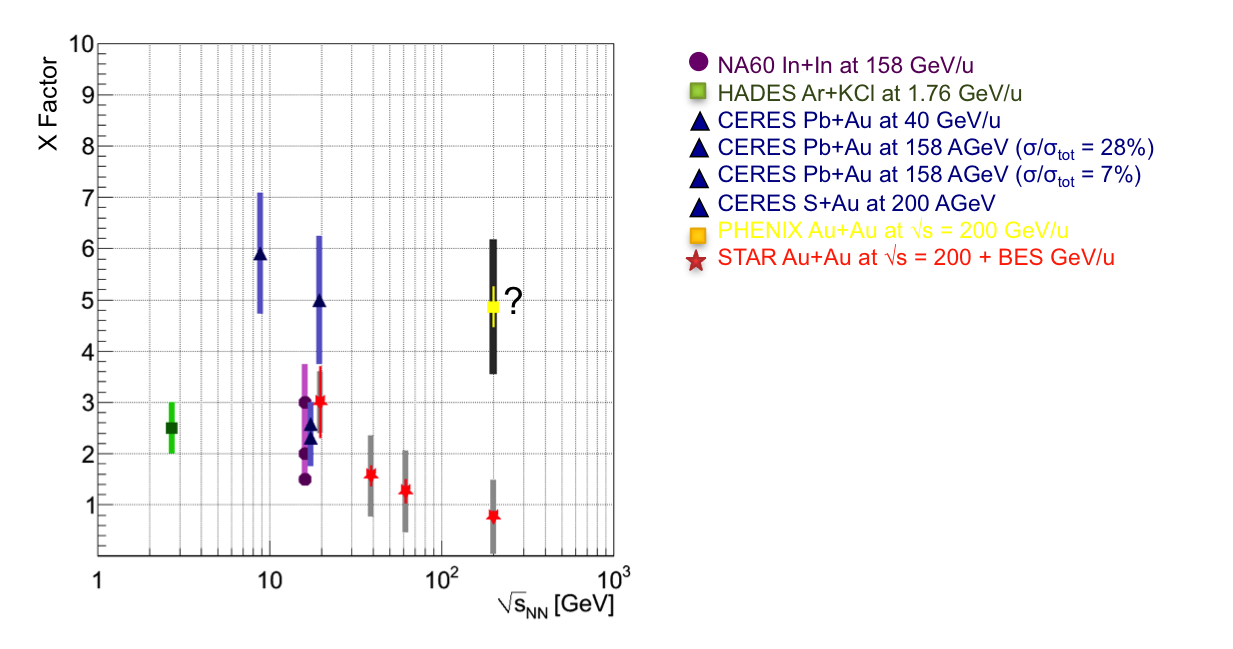 10
9
8
7
6
5
4
3
2
1
X Factor
?
1
10
10²
10³
√sNN [GeV]
NA60 In+In at 158 GeV/u
HADES Ar+KCl at 1.76 GeV/u
CERES Pb+Au at 40 GeV/u
CERES Pb+Au at 158 AGeV (σ/σtot = 28%)
CERES Pb+Au at 158 AGeV (σ/σtot = 7%)
CERES S+Au at 200 AGeV
PHENIX Au+Au at √s = 200 GeV/u
STAR Au+Au at √s = 200 + BES GeV/u